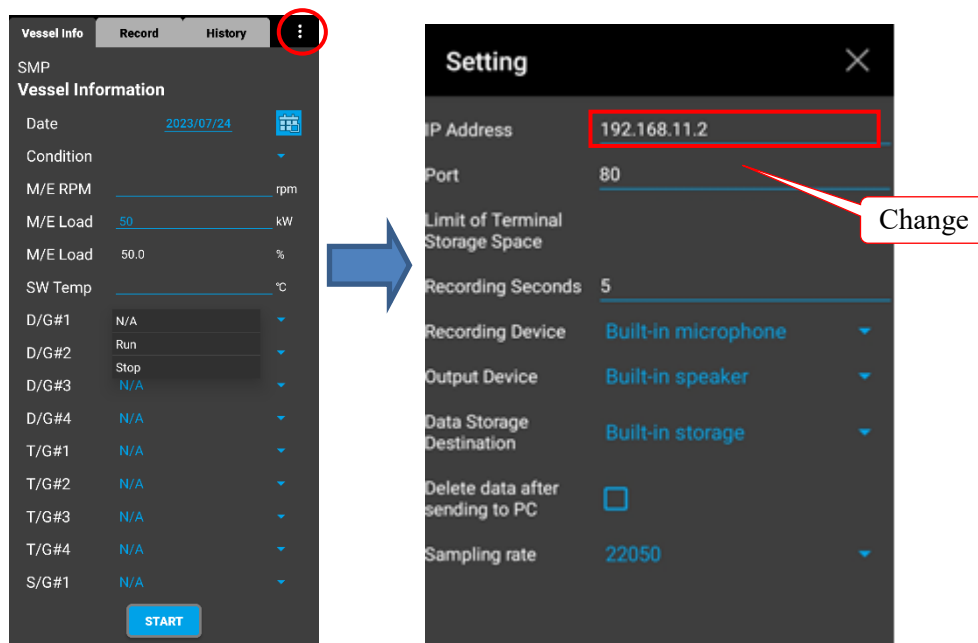 Vessel Info Record History
SMP
Vessel Information
Date 2023/07/24
Condition
M/E RPM rpm
M/E Load 50 kW
M/E Load 50.0 %
SW Temp ℃
D/G#1 N/A
Run
D/G#2
Stop
D/G#3 N/A
D/G#4 N/A
T/G#1 N/A
T/G#2 N/A
T/G#3 N/A
T/G#4 N/A
S/G#1 N/A
START
Setting
IP Address 192.168.11.2
Port 80
Change
Limit of Terminal
Storage Space
Recording Seconds 5
Recording Device Built-in microphone
Output Device Built-in speaker
Data Storage
Destination Built-in storage
Delete data after
sending to PC
Sampling rate 22050